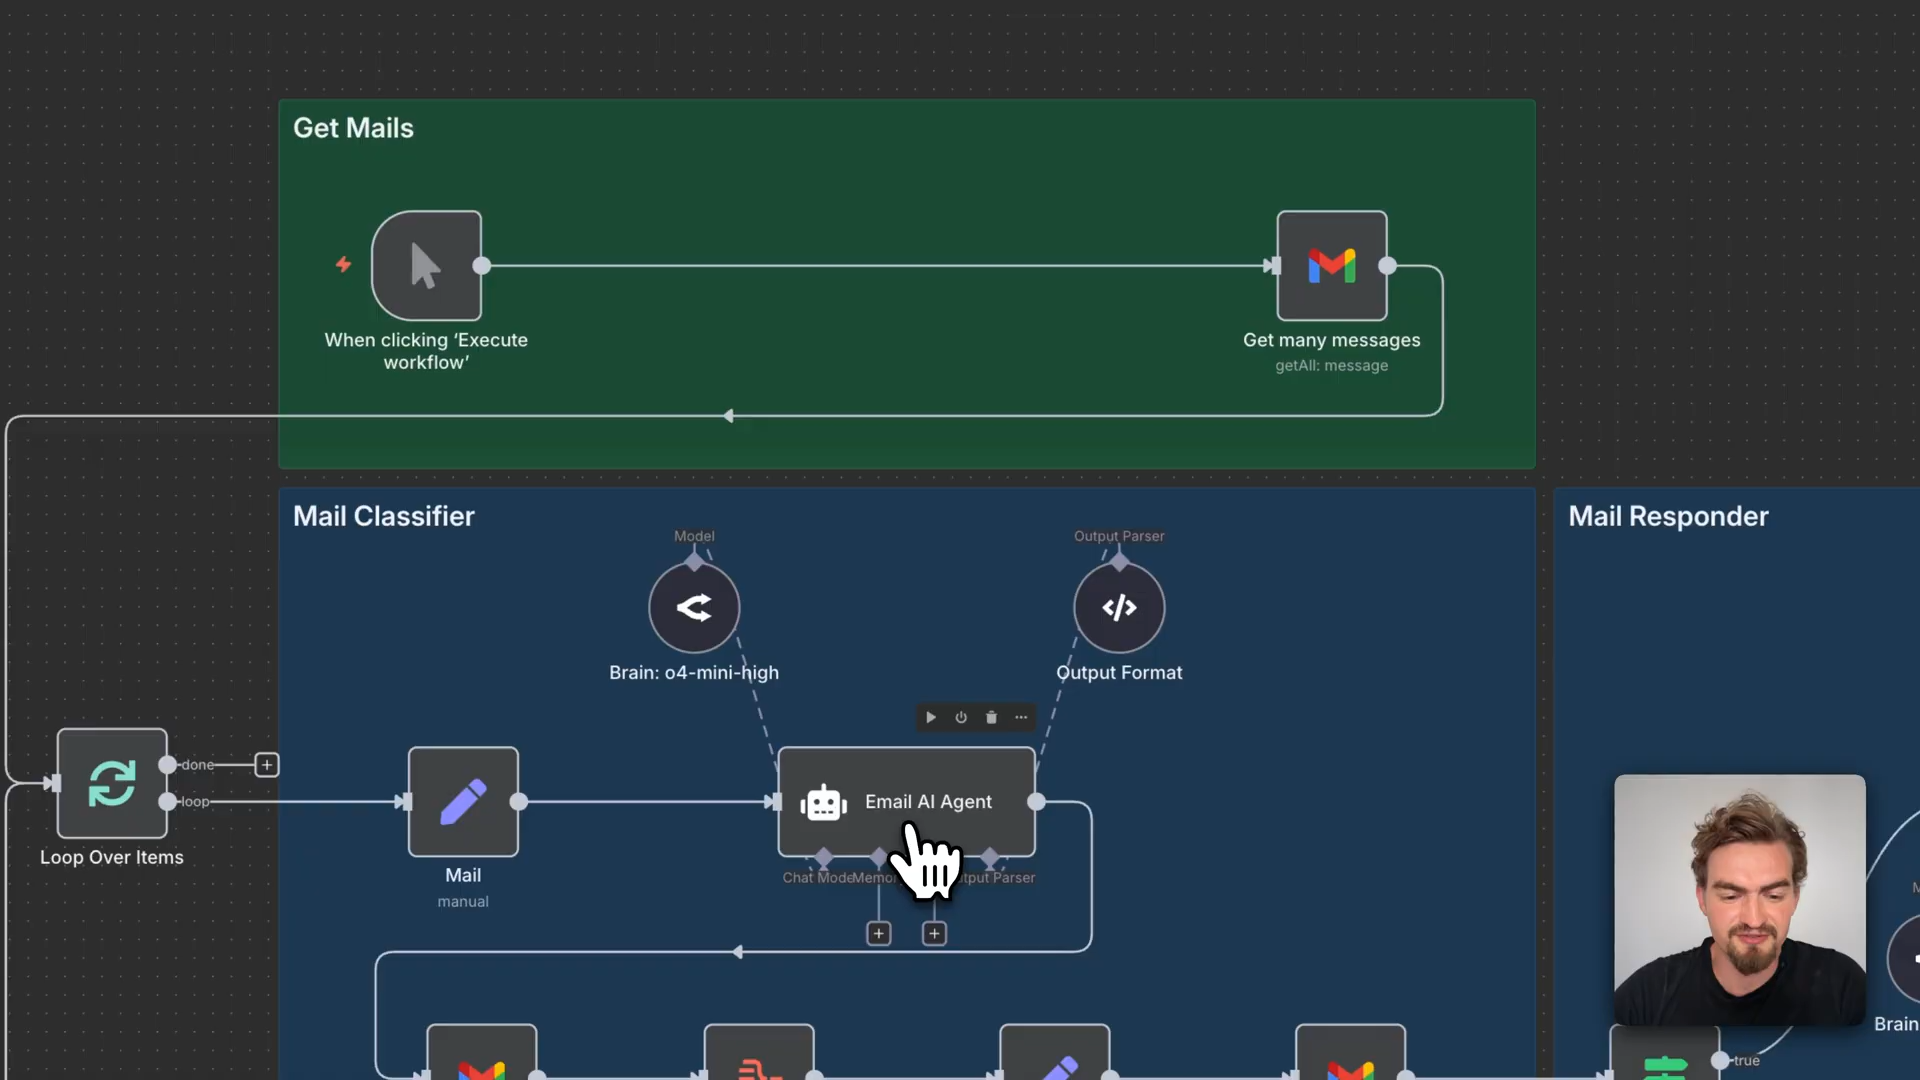 Get Mails
When clicking ‘Execute
workflow’
Get many messages
getAll: message
Mail Classifier
Mail Responder
Model
Output Parser
Brain: o4-mini-high
Output Format
done
loop
Loop Over Items
Mail
manual
Email AI Agent
Chat Mode
Parser
Brain
true